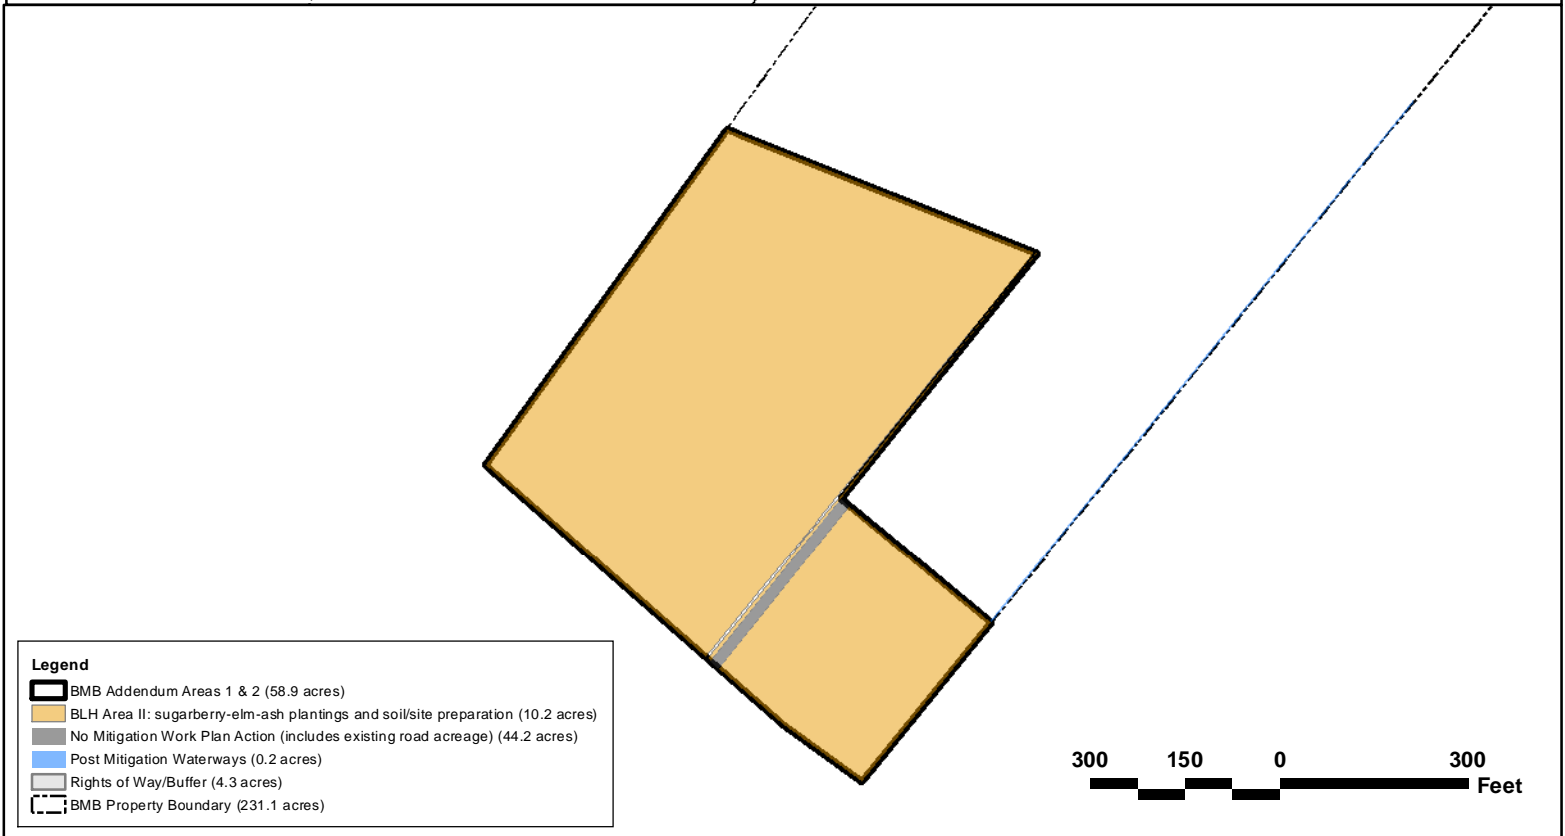 Legend
BMB Addendum Areas 1 & 2 (58.9 acres)
BLH Area II: sugarberry-elm-ash plantings and soil/site preparation (10.2 acres)
No Mitigation Work Plan Action (includes existing road acreage) (44.2 acres)
Post Mitigation Waterways (0.2 acres)
Rights of Way/Buffer (4.3 acres)
BMB Property Boundary (231.1 acres)
300 150 0 300
Feet